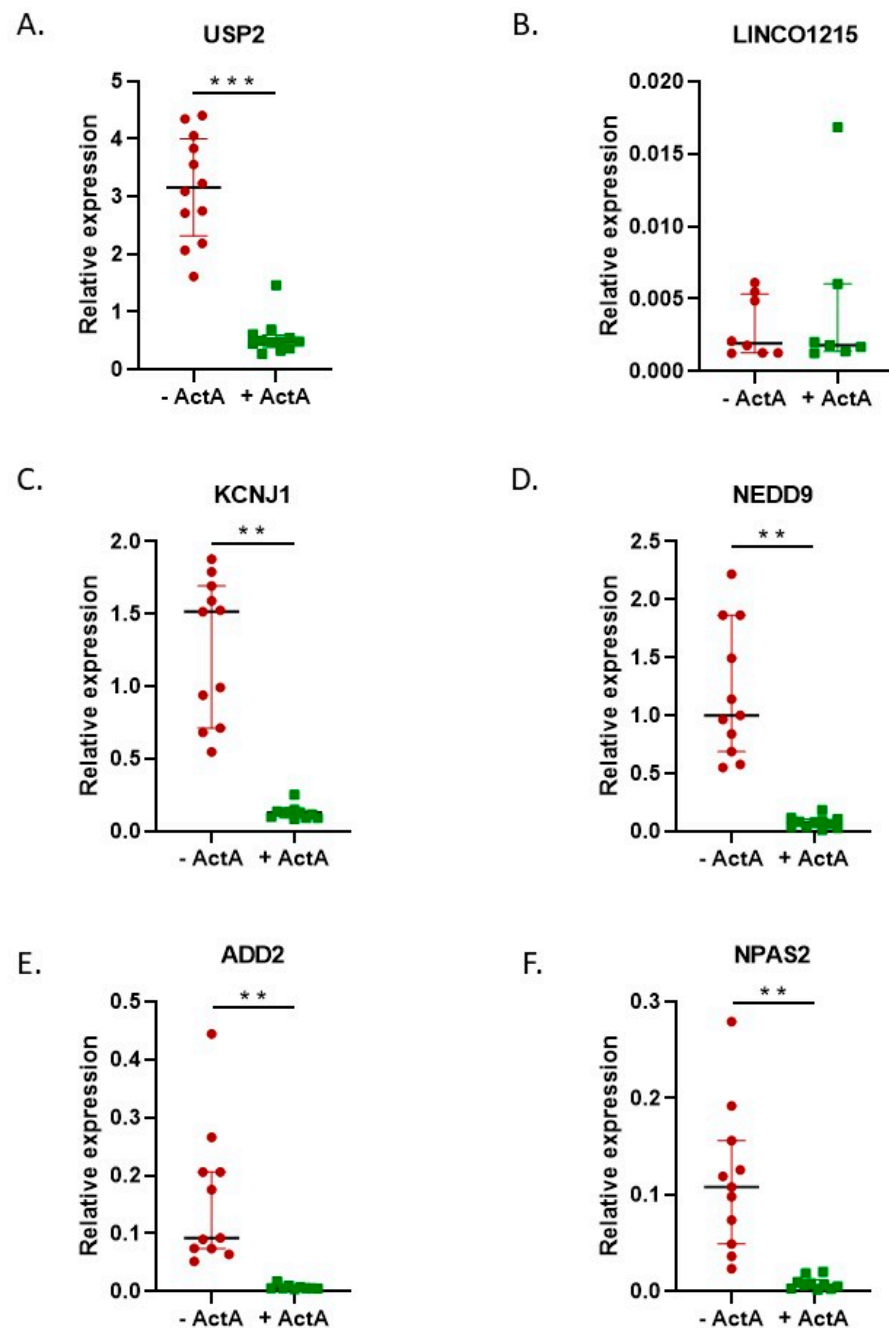 A.
USP2
***
Relative expression
5
4
3
2
1
0
- ActA + ActA
B.
LINCO1215
Relative expression
0.020
0.015
0.010
0.005
0.000
- ActA + ActA
C.
KCNJ1
**
Relative expression
2.0
1.5
1.0
0.5
0.0
- ActA + ActA
D.
NEDD9
**
Relative expression
2.5
2.0
1.5
1.0
0.5
0.0
- ActA + ActA
E.
ADD2
**
Relative expression
0.5
0.4
0.3
0.2
0.1
0.0
- ActA + ActA
F.
NPAS2
**
Relative expression
0.3
0.2
0.1
0.0
- ActA + ActA